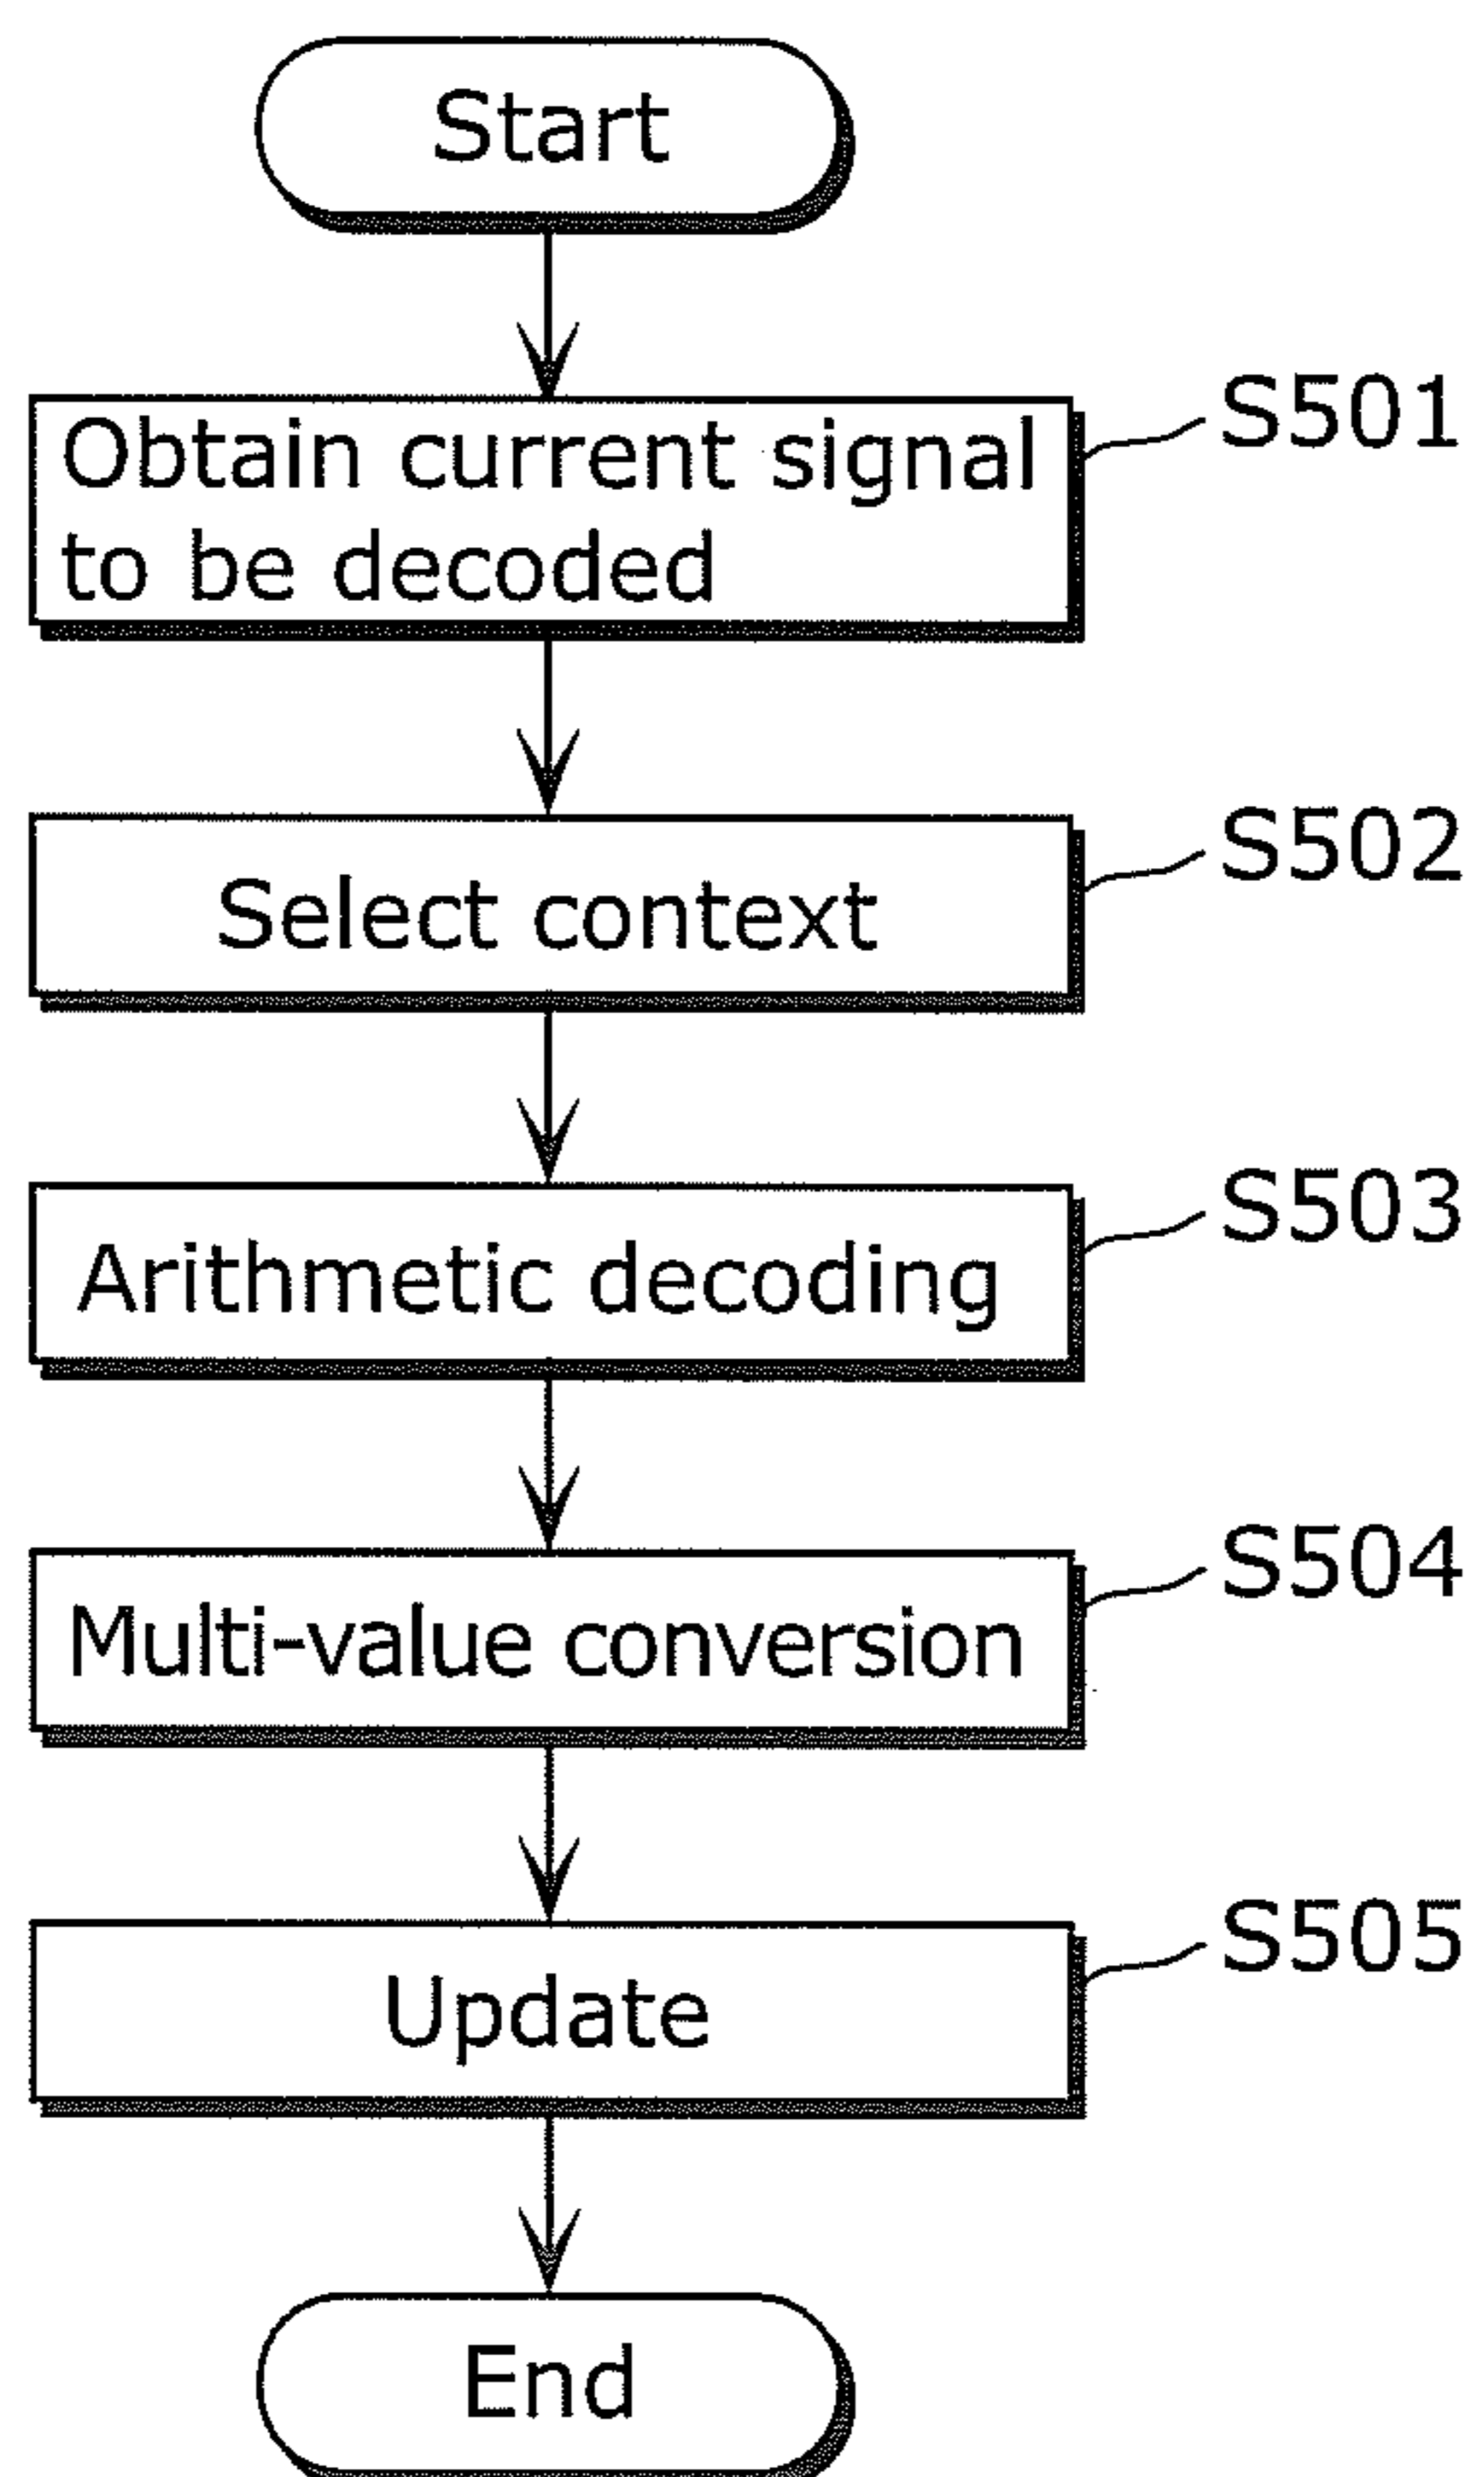 Start
Obtain current signal
to be decoded
S501
Select context
S502
Arithmetic decoding
S503
Multi-value conversion
S504
Update
S505
End